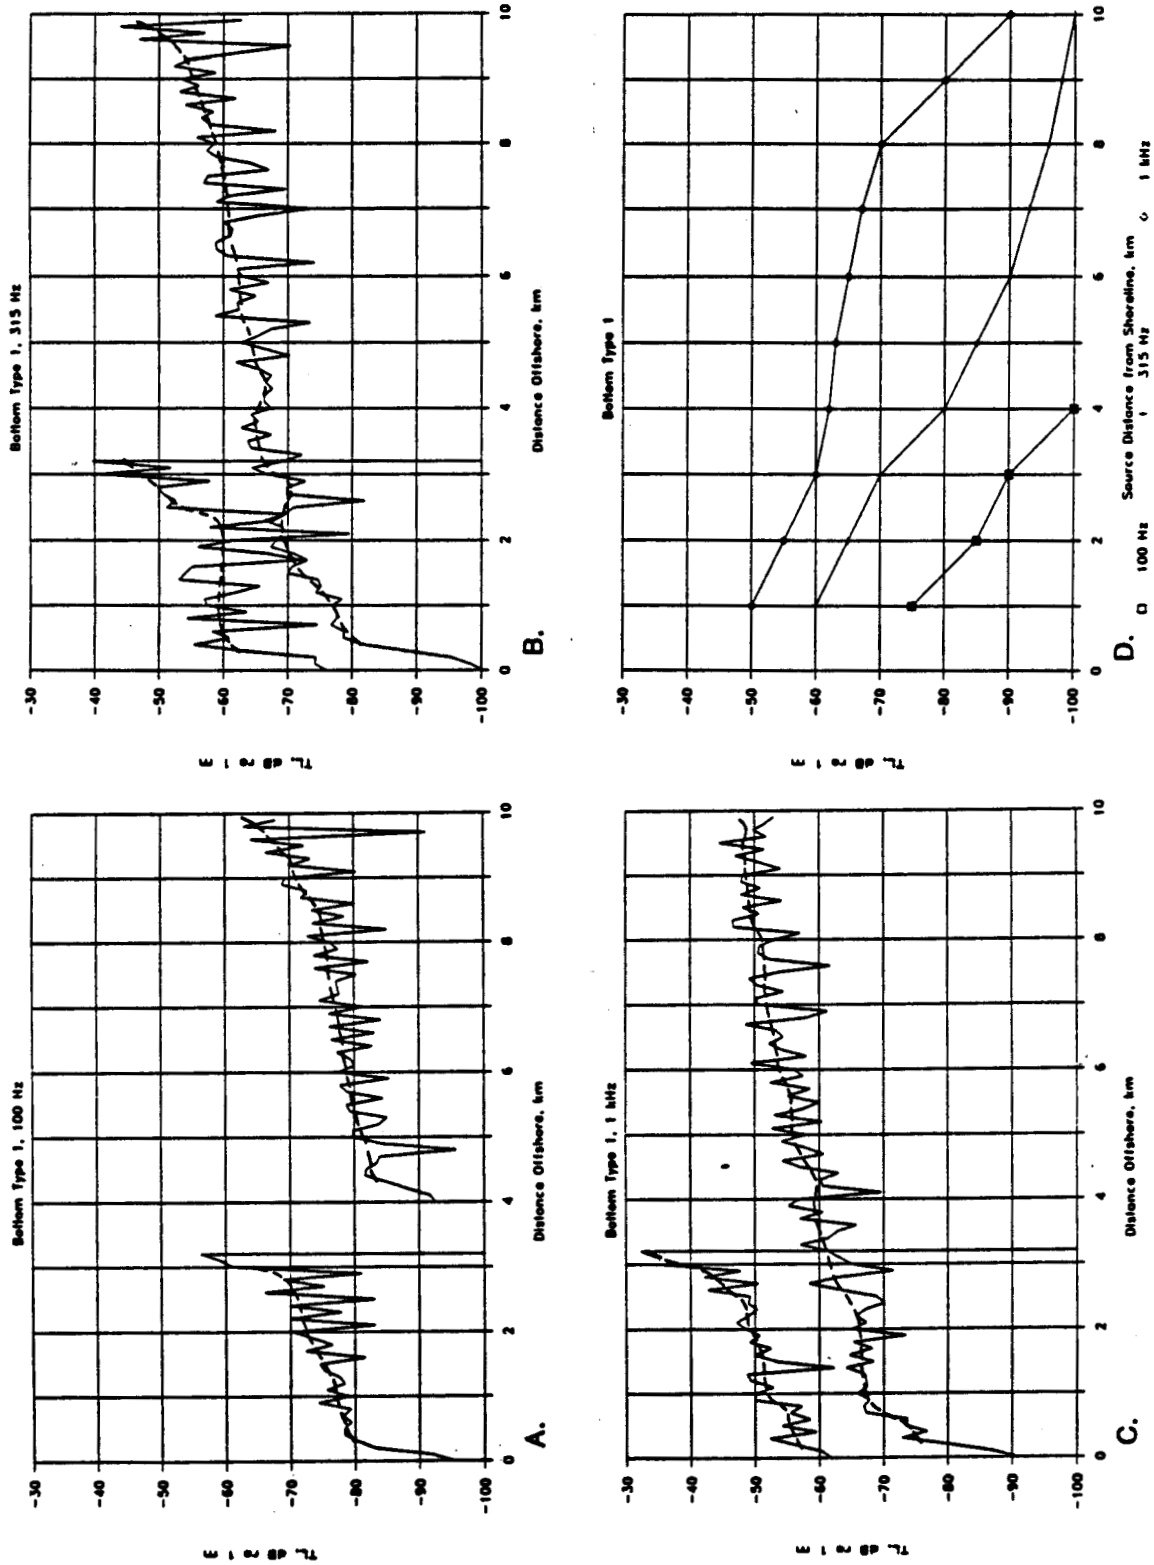 Bottom Type 1, 100 Hz
-30
-40
-50
-60
-70
-80
-90
-100
TL, dB re 1 m
0
2
4
6
8
10
Distance Offshore, km
A.
Bottom Type 1, 315 Hz
-30
-40
-50
-60
-70
-80
-90
-100
TL, dB re 1 m
0
2
4
6
8
10
Distance Offshore, km
B.
Bottom Type 1, 1 kHz
-30
-40
-50
-60
-70
-80
-90
-100
TL, dB re 1 m
0
2
4
6
8
10
Distance Offshore, km
C.
Bottom Type 1
-30
-40
-50
-60
-70
-80
-90
-100
TL, dB re 1 m
0
2
4
6
8
10
Source Distance from Shoreline, km
100 Hz
315 Hz
1 kHz
D.